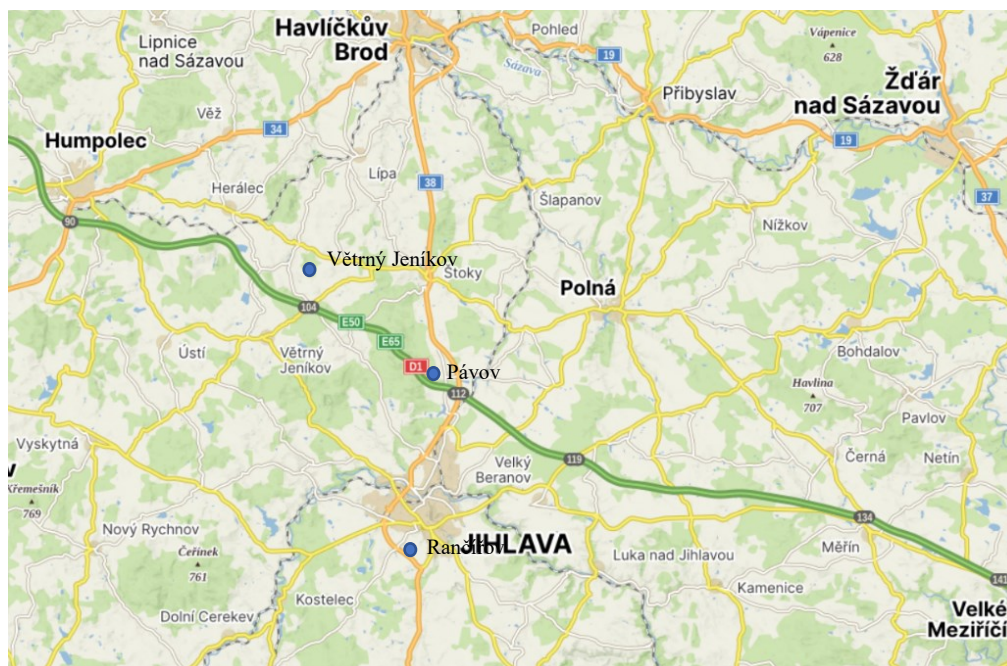 Havlíčkův
Brod
Pohled
Vápenice
628
Lipnice
nad Sázavou
19
Sázava
Žďár
nad Sázavou
Přibyslav
Věž
34
19
Humpolec
Lípa
38
Herálec
Šlapanov
37
90
Nížkov
Větrný Jeníkov
Štoky
Polná
104
E50
E65
Ústí
Větrný
Jeníkov
D1
Pávov
112
Bohdalov
Havlina
707
Pavlov
Vyskytná
v
Křemešník
769
119
Velký
Beranov
Černá
Netín
134
Nový Rychnov
Čeřínek
761
JIHLAVA
Rančířov
Luka nad Jihlavou
Měřín
141
Kamenice
Kostelec
Dolní Cerekev
Velké
Meziříčí